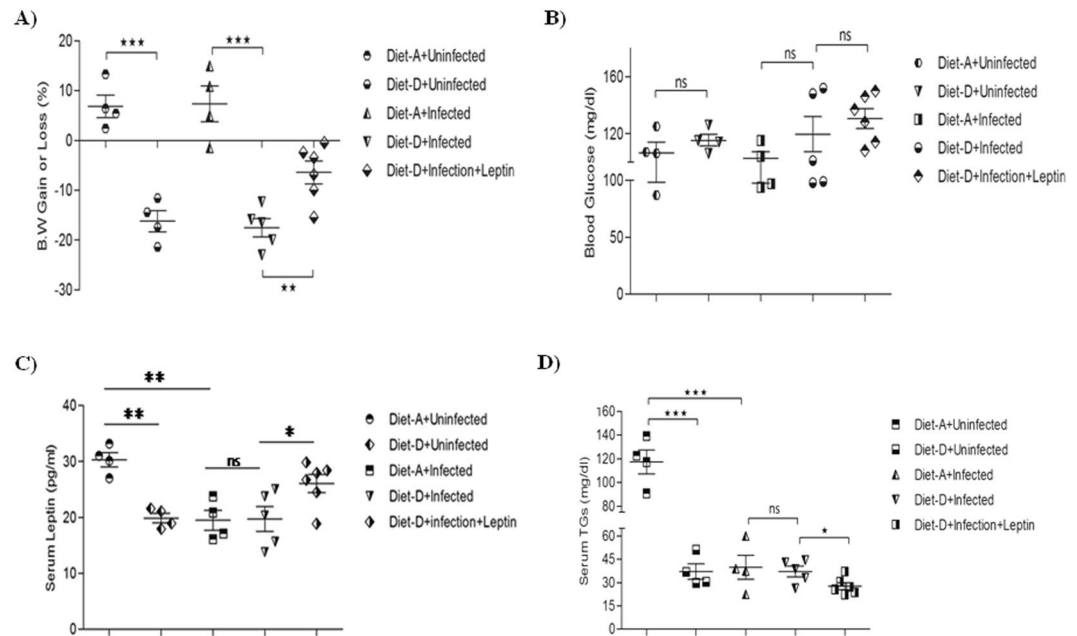 A)
B.W Gain or Loss (%)
20
10
0
-10
-20
-30
***
***
**
Diet-A+Uninfected
Diet-D+Uninfected
Diet-A+Infected
Diet-D+Infected
Diet-D+Infection+Leptin
B)
Blood Glucose (mg/dl)
160
120
100
50
0
ns
ns
ns
Diet-A+Uninfected
Diet-D+Uninfected
Diet-A+Infected
Diet-D+Infected
Diet-D+Infection+Leptin
C)
Serum Leptin (pg/ml)
40
30
20
10
0
**
**
ns
*
Diet-A+Uninfected
Diet-D+Uninfected
Diet-A+Infected
Diet-D+Infected
Diet-D+infection+Leptin
D)
Serum TGs (mg/dl)
160
140
120
100
80
60
45
30
15
0
***
***
ns
*
Diet-A+Uninfected
Diet-D+Uninfected
Diet-A+Infected
Diet-D+Infected
Diet-D+Infection+Leptin